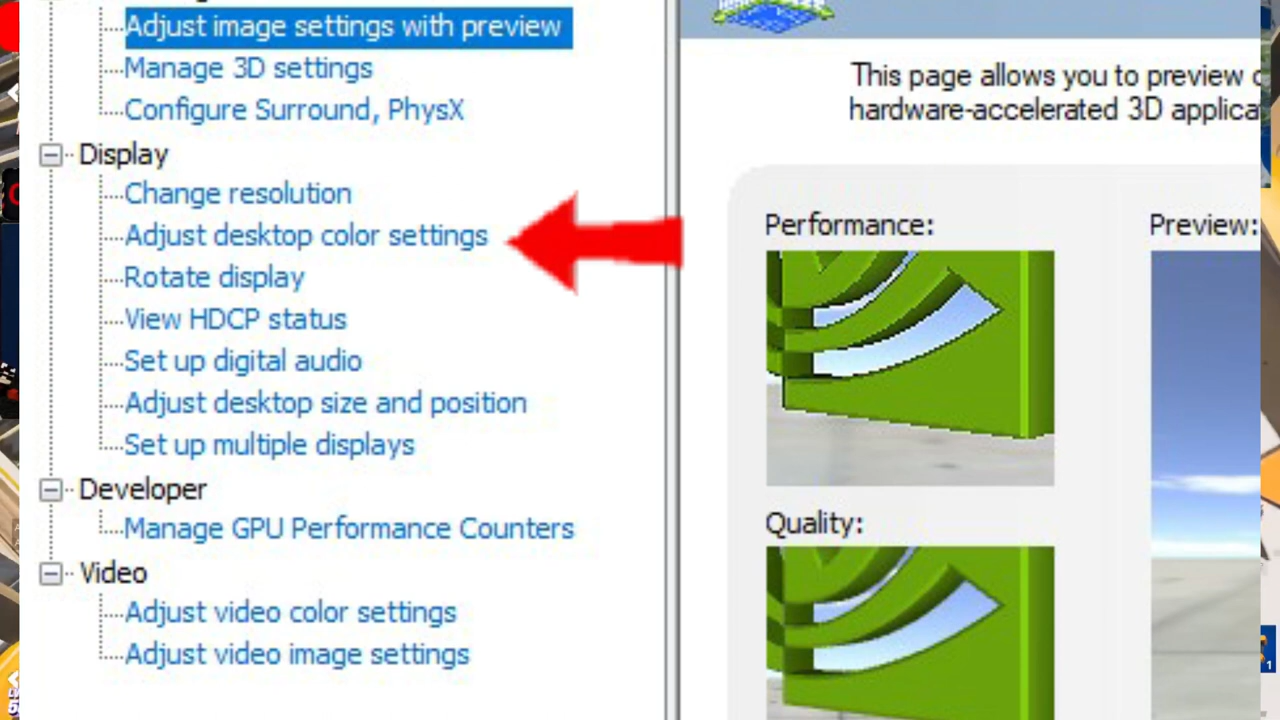 Adjust image settings with preview
Manage 3D settings
Configure Surround, PhysX
Display
Change resolution
Adjust desktop color settings
Rotate display
View HDCP status
Set up digital audio
Adjust desktop size and position
Set up multiple displays
Developer
Manage GPU Performance Counters
Video
Adjust video color settings
Adjust video image settings
This page allows you to preview
hardware-accelerated 3D applica
Performance:
Preview:
Quality:
1